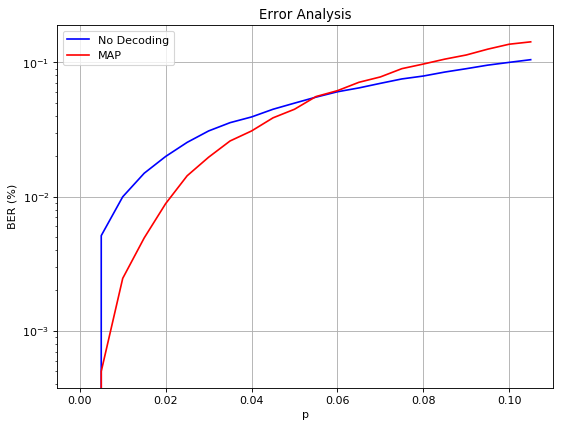 Error Analysis
No Decoding
MAP
BER (%)
10⁻¹
10⁻²
10⁻³
0.00 0.02 0.04 0.06 0.08 0.10
p